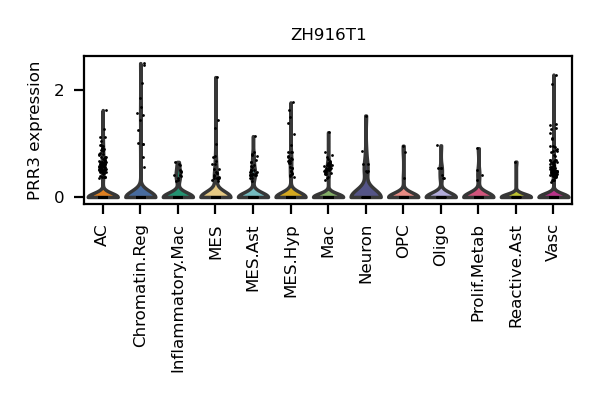 ZH916T1
PRR3 expression
2
0
AC
Chromatin.Reg
Inflammatory.Mac
MES
MES.Ast
MES.Hyp
Mac
Neuron
OPC
Oligo
Prolif.Metab
Reactive.Ast
Vasc